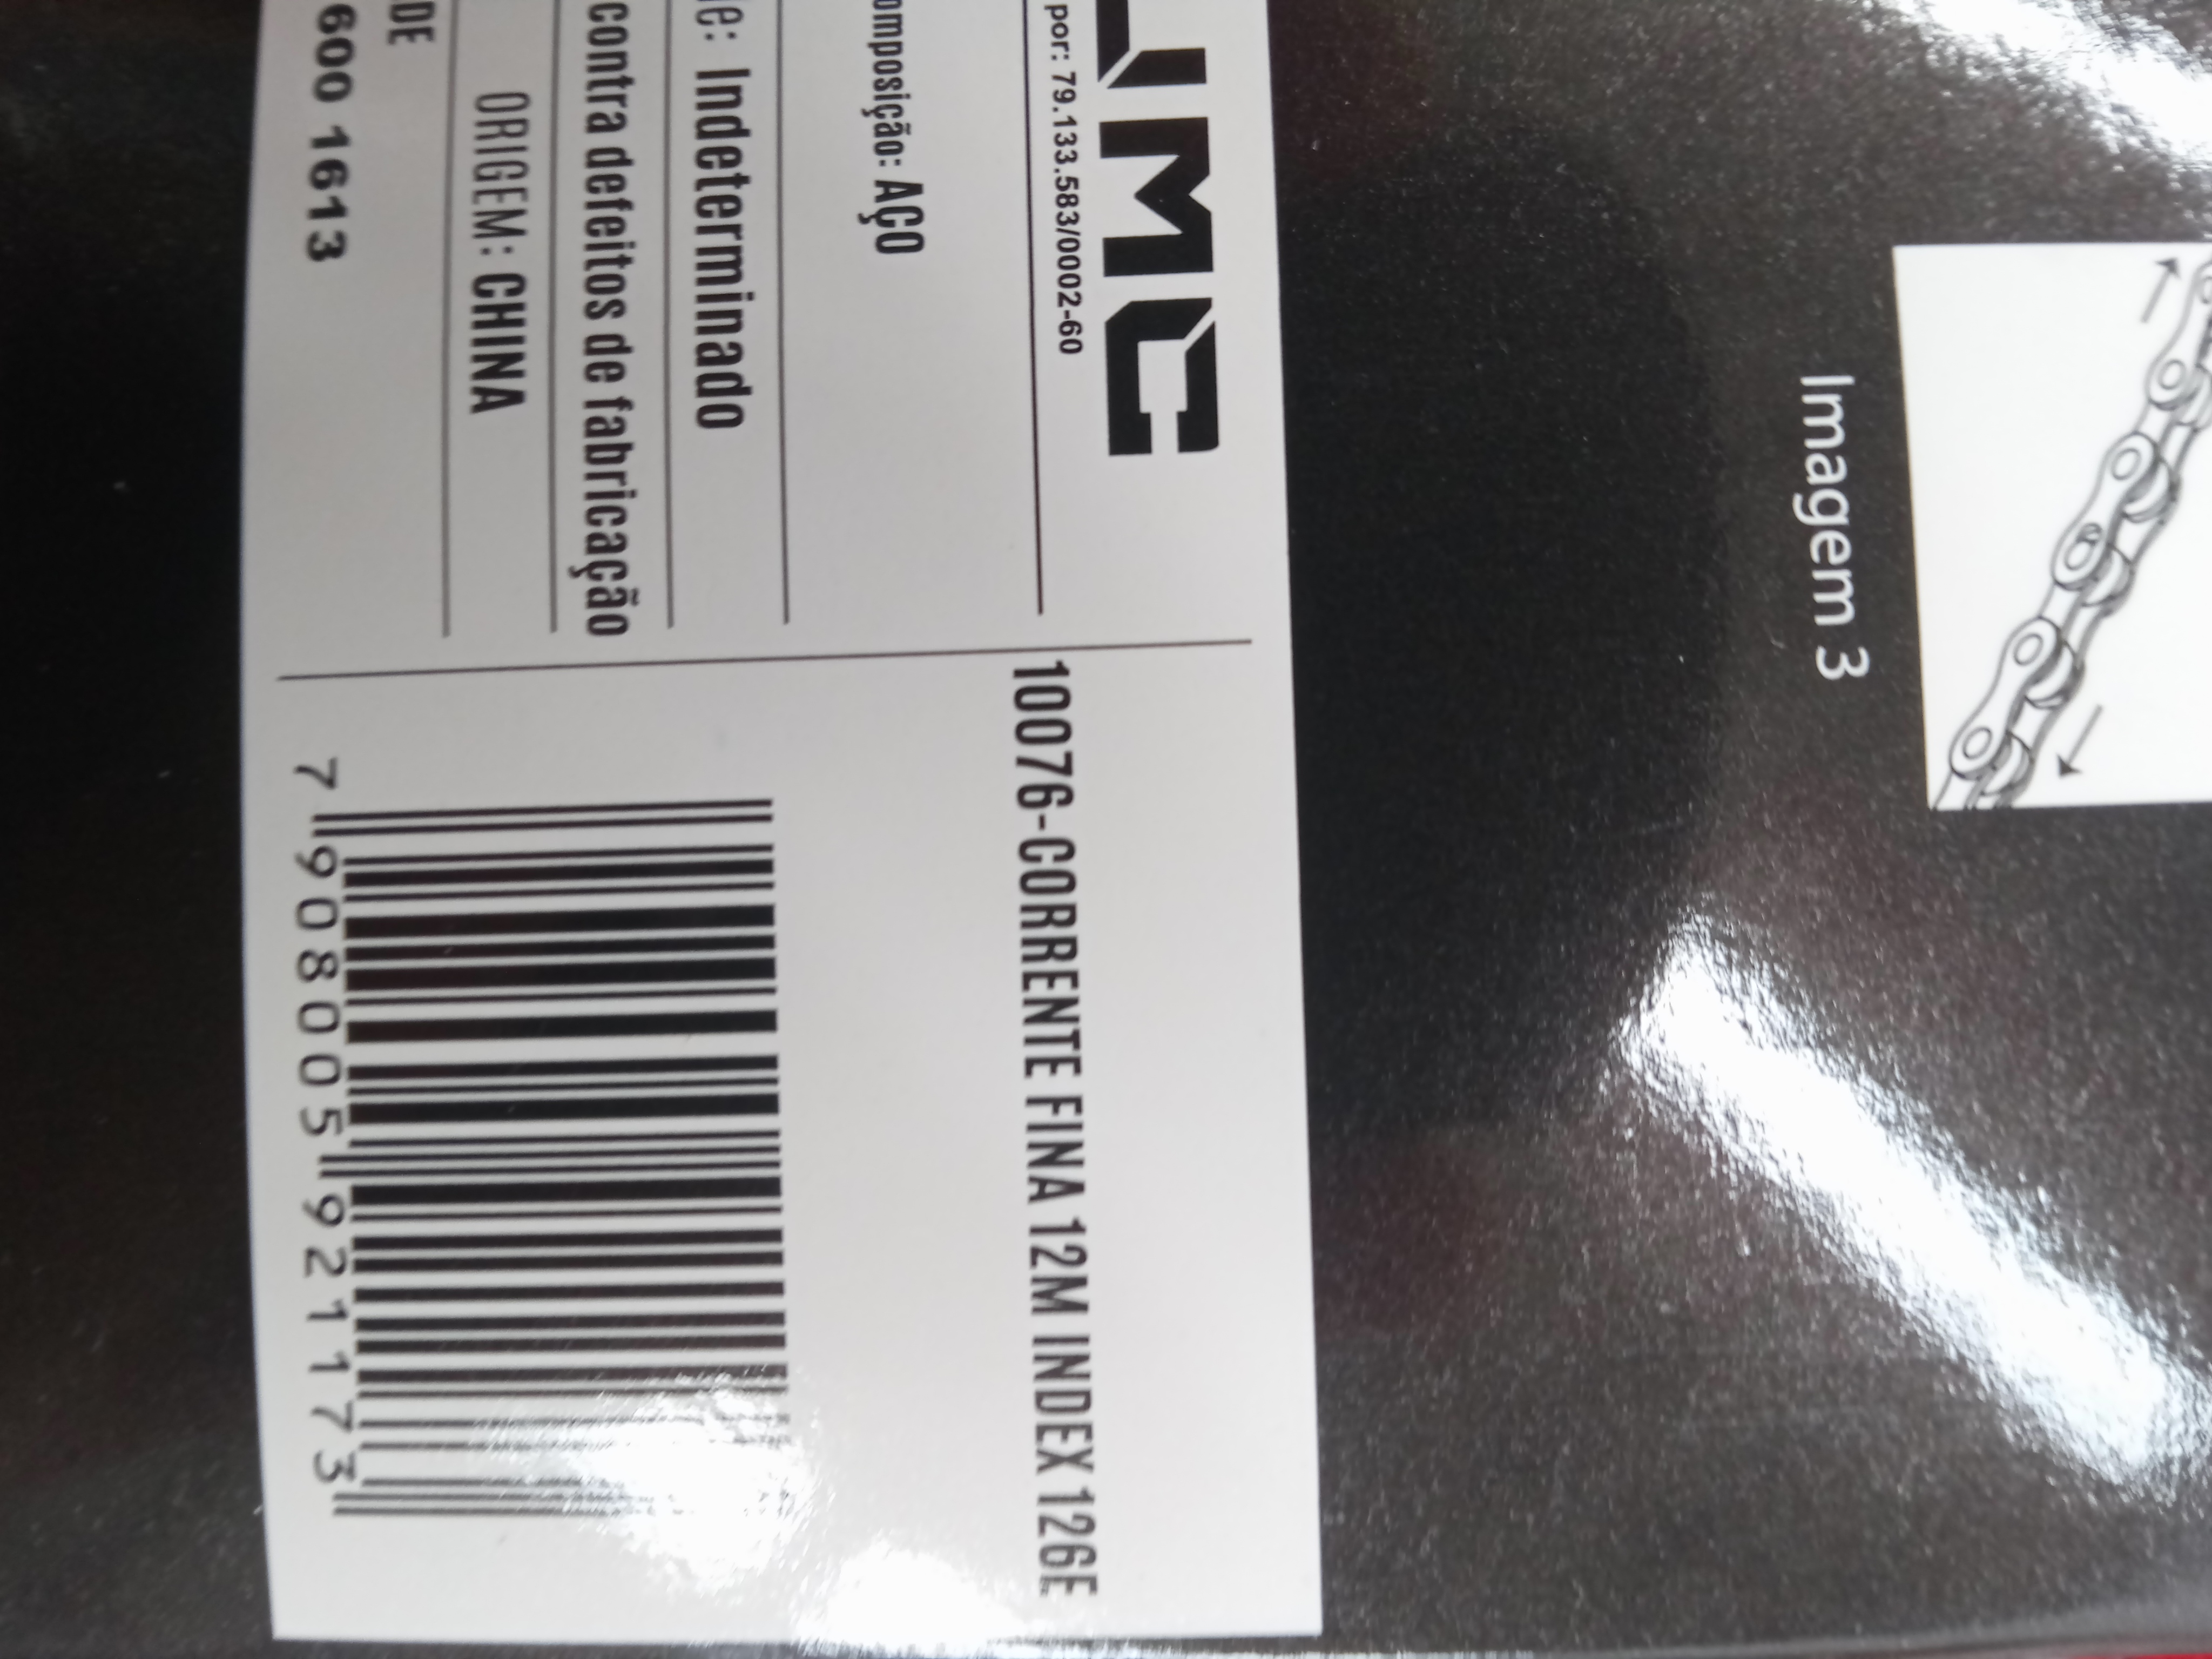 JMC
por: 79.133.583/0002-60
omposição: AÇO
e: Indeterminado
contra defeitos de fabricação
ORIGEM: CHINA
DE
600 1613
10076-CORRENTE FINA 12M INDEX 126E
7 908005 921173
Imagem 3